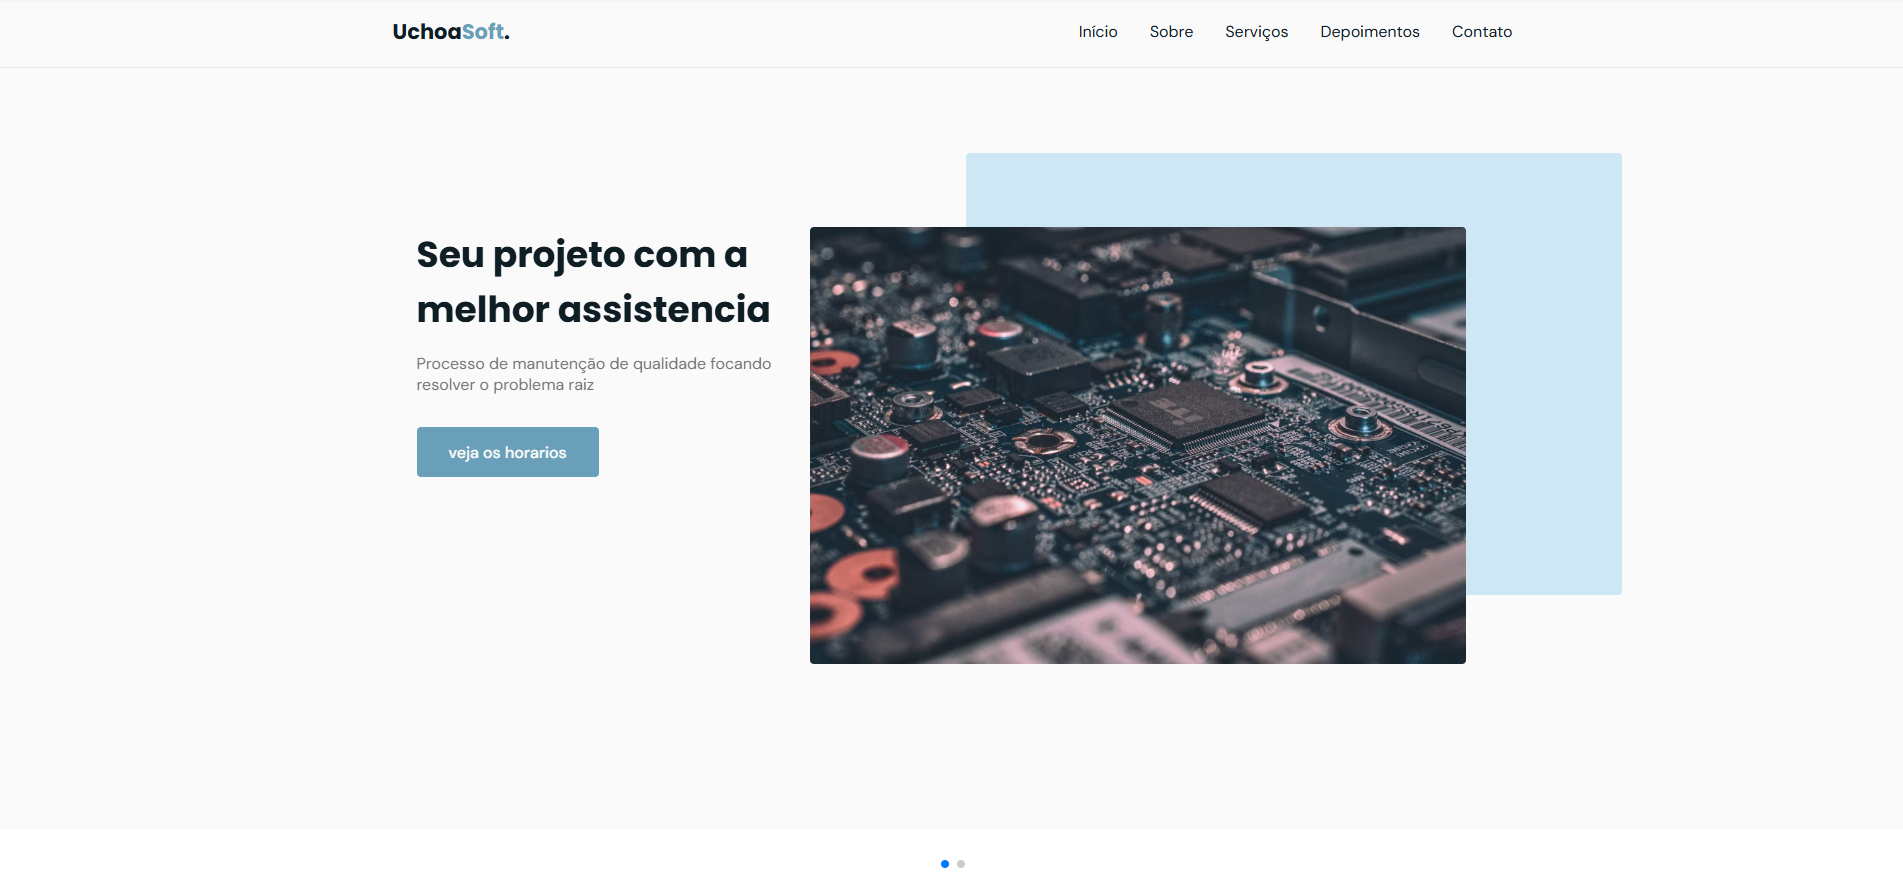 UchoaSoft.
Início Sobre Serviços Depoimentos Contato
Seu projeto com a
melhor assistencia
Processo de manutenção de qualidade focando
resolver o problema raiz
veja os horarios